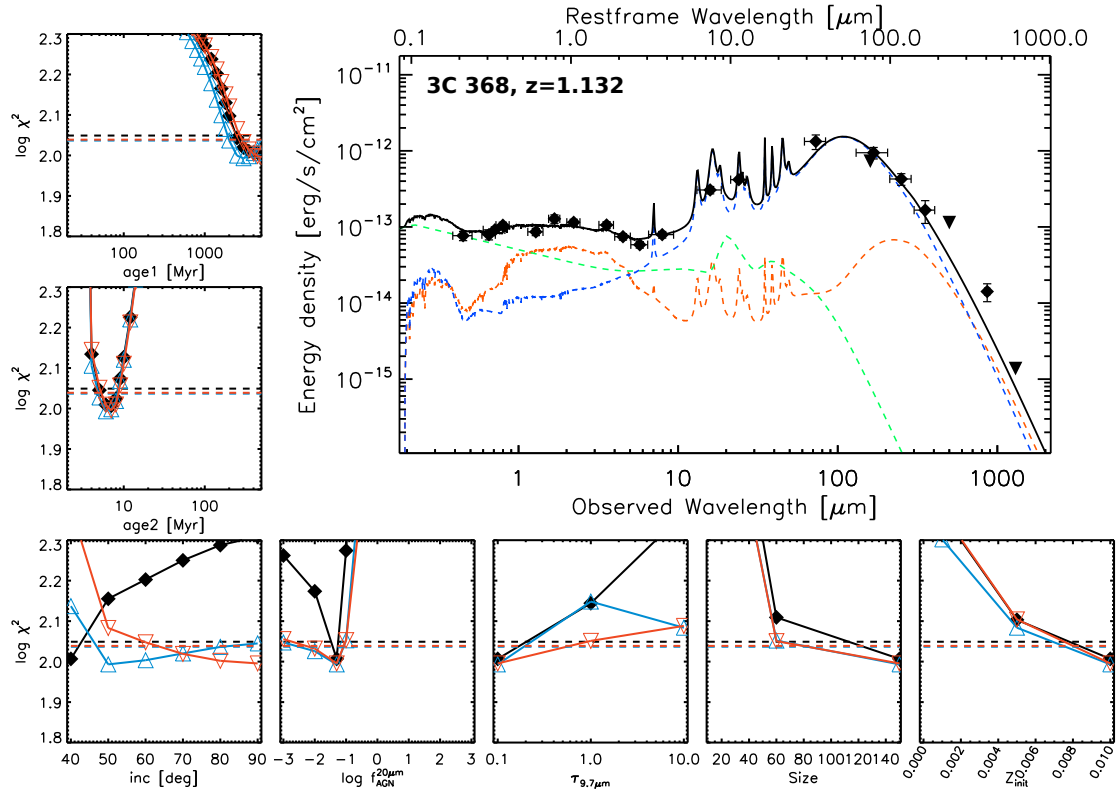 Restframe Wavelength [μm]
0.1 1.0 10.0 100.0 1000.0
3C 368, z=1.132
Energy density [erg/s/cm²]
10⁻¹¹
10⁻¹²
10⁻¹³
10⁻¹⁴
10⁻¹⁵
1 10 100 1000
Observed Wavelength [μm]
log χ²
2.3
2.2
2.1
2.0
1.9
1.8
100 1000
age1 [Myr]
log χ²
2.3
2.2
2.1
2.0
1.9
1.8
10 100
age2 [Myr]
log χ²
2.3
2.2
2.1
2.0
1.9
1.8
40 50 60 70 80 90
inc [deg]
-3 -2 -1 0 1 2 3
log f_AGN^20μm
0.1 1.0 10.0
τ_9.7μm
20 40 60 80 100 120 140
Size
0.000 0.002 0.004 0.006 0.008 0.010
Z_init